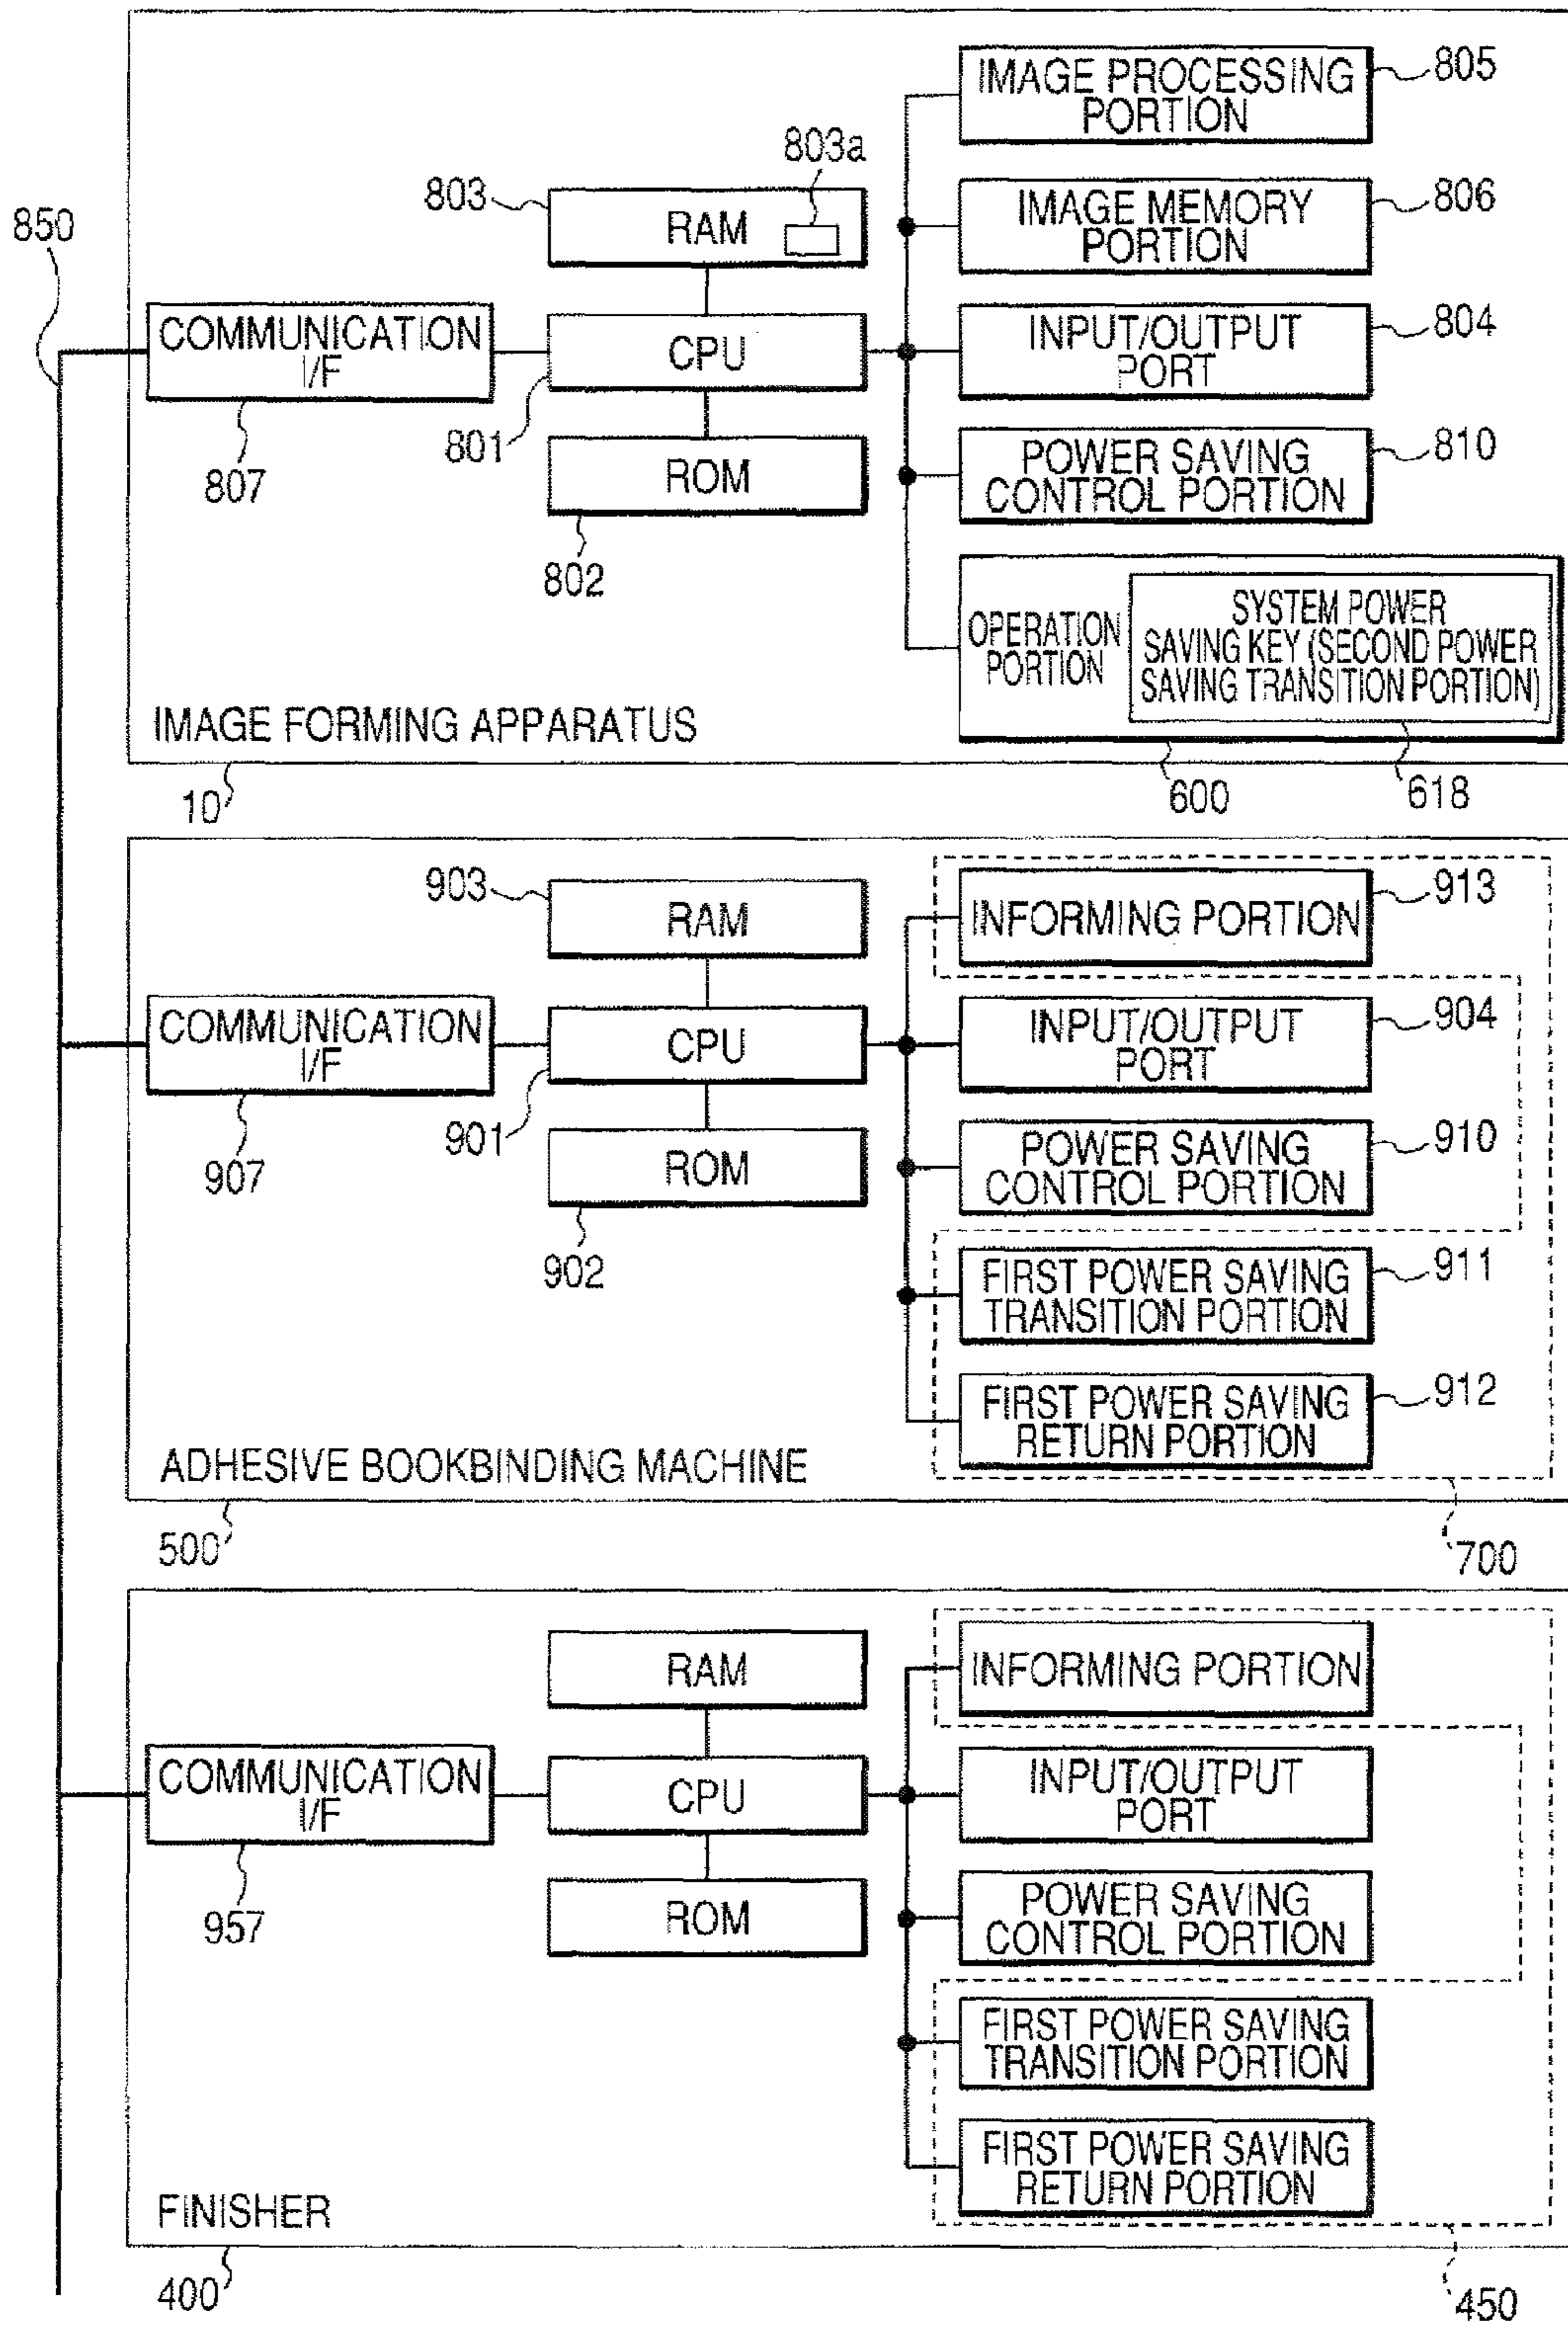 850
IMAGE PROCESSING
PORTION
805
803a
803
RAM
IMAGE MEMORY
PORTION
806
COMMUNICATION
I/F
807
CPU
801
INPUT/OUTPUT
PORT
804
ROM
802
POWER SAVING
CONTROL PORTION
810
OPERATION
PORTION
SYSTEM POWER
SAVING KEY (SECOND POWER
SAVING TRANSITION PORTION)
IMAGE FORMING APPARATUS
10
600
618
903
RAM
INFORMING PORTION
913
COMMUNICATION
I/F
907
CPU
901
INPUT/OUTPUT
PORT
904
ROM
902
POWER SAVING
CONTROL PORTION
910
FIRST POWER SAVING
TRANSITION PORTION
911
FIRST POWER SAVING
RETURN PORTION
912
ADHESIVE BOOKBINDING MACHINE
500
700
RAM
INFORMING PORTION
COMMUNICATION
I/F
957
CPU
INPUT/OUTPUT
PORT
ROM
POWER SAVING
CONTROL PORTION
FIRST POWER SAVING
TRANSITION PORTION
FIRST POWER SAVING
RETURN PORTION
FINISHER
400
450